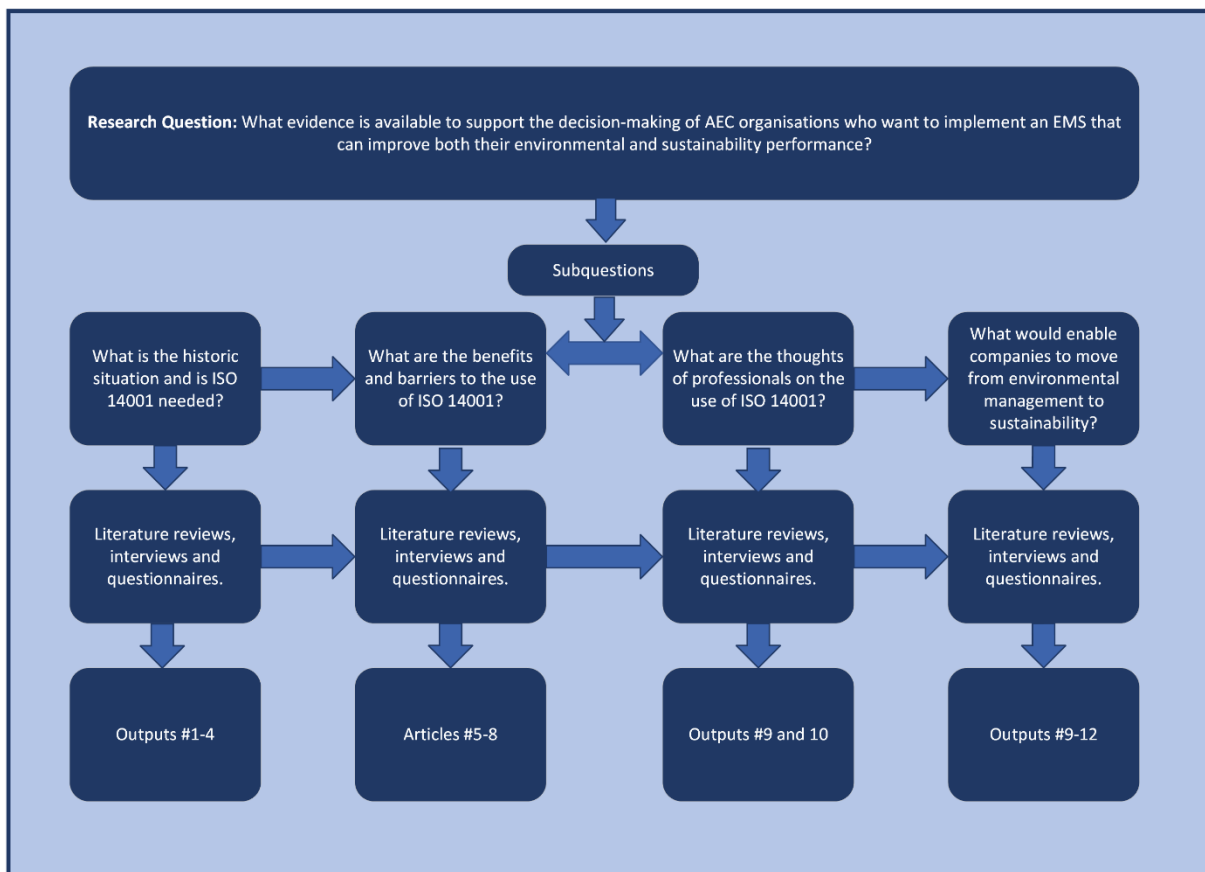 Research Question: What evidence is available to support the decision-making of AEC organisations who want to implement an EMS that
can improve both their environmental and sustainability performance?
Subquestions
What is the historic
situation and is ISO
14001 needed?
What are the benefits
and barriers to the use
of ISO 14001?
What are the thoughts
of professionals on the
use of ISO 14001?
What would enable
companies to move
from environmental
management to
sustainability?
Literature reviews,
interviews and
questionnaires.
Literature reviews,
interviews and
questionnaires.
Literature reviews,
interviews and
questionnaires.
Literature reviews,
interviews and
questionnaires.
Outputs #1-4
Articles #5-8
Outputs #9 and 10
Outputs #9-12